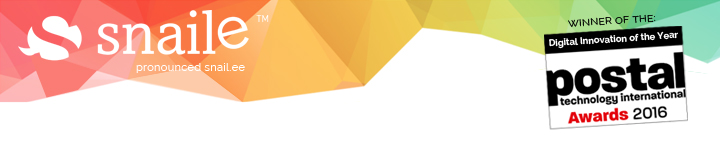 snaile™
pronounced snail.ee
WINNER OF THE:
Digital Innovation of the Year
postal
technology international
Awards 2016